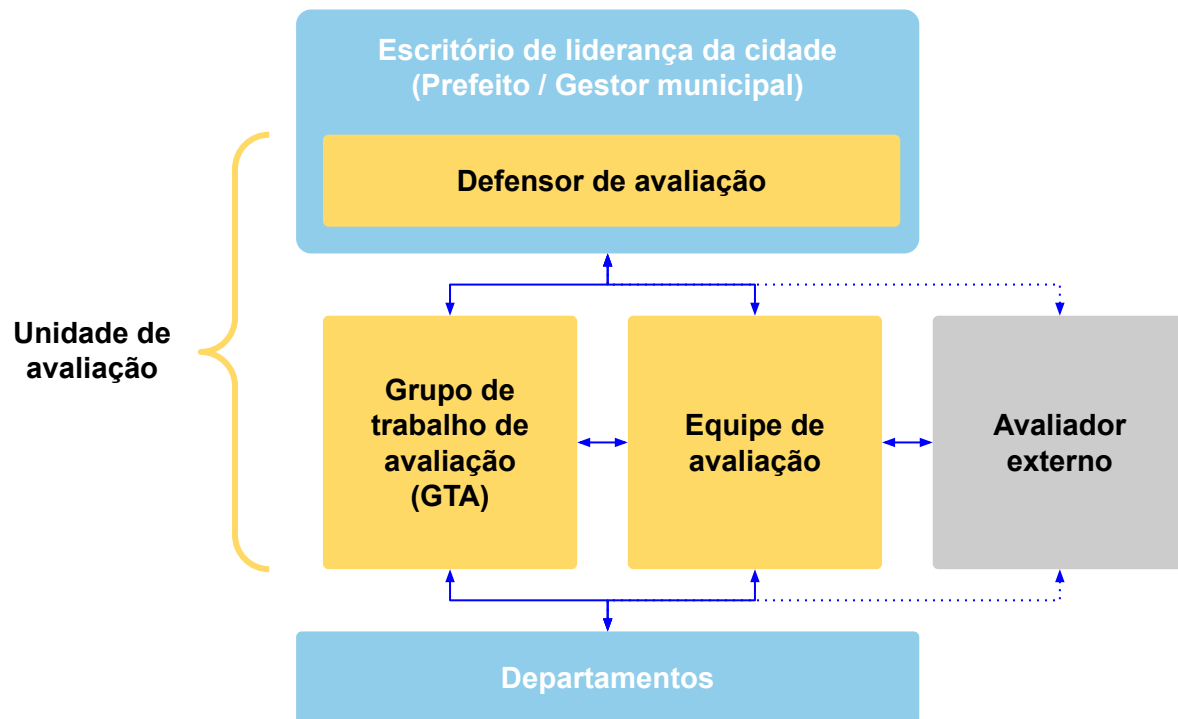 Escritório de liderança da cidade
(Prefeito / Gestor municipal)
Defensor de avaliação
Unidade de
avaliação
Grupo de
trabalho de
avaliação
(GTA)
Equipe de
avaliação
Avaliador
externo
Departamentos